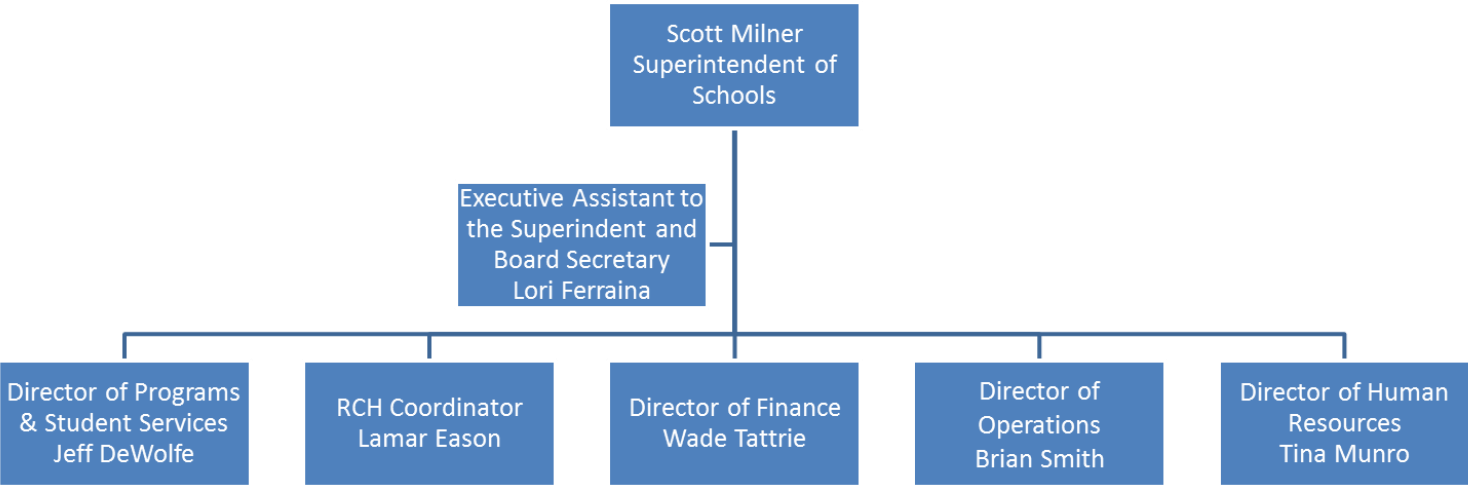 Scott Milner
Superintendent of
Schools
Executive Assistant to
the Superindent and
Board Secretary
Lori Ferraina
Director of Programs
& Student Services
Jeff DeWolfe
RCH Coordinator
Lamar Eason
Director of Finance
Wade Tattrie
Director of
Operations
Brian Smith
Director of Human
Resources
Tina Munro